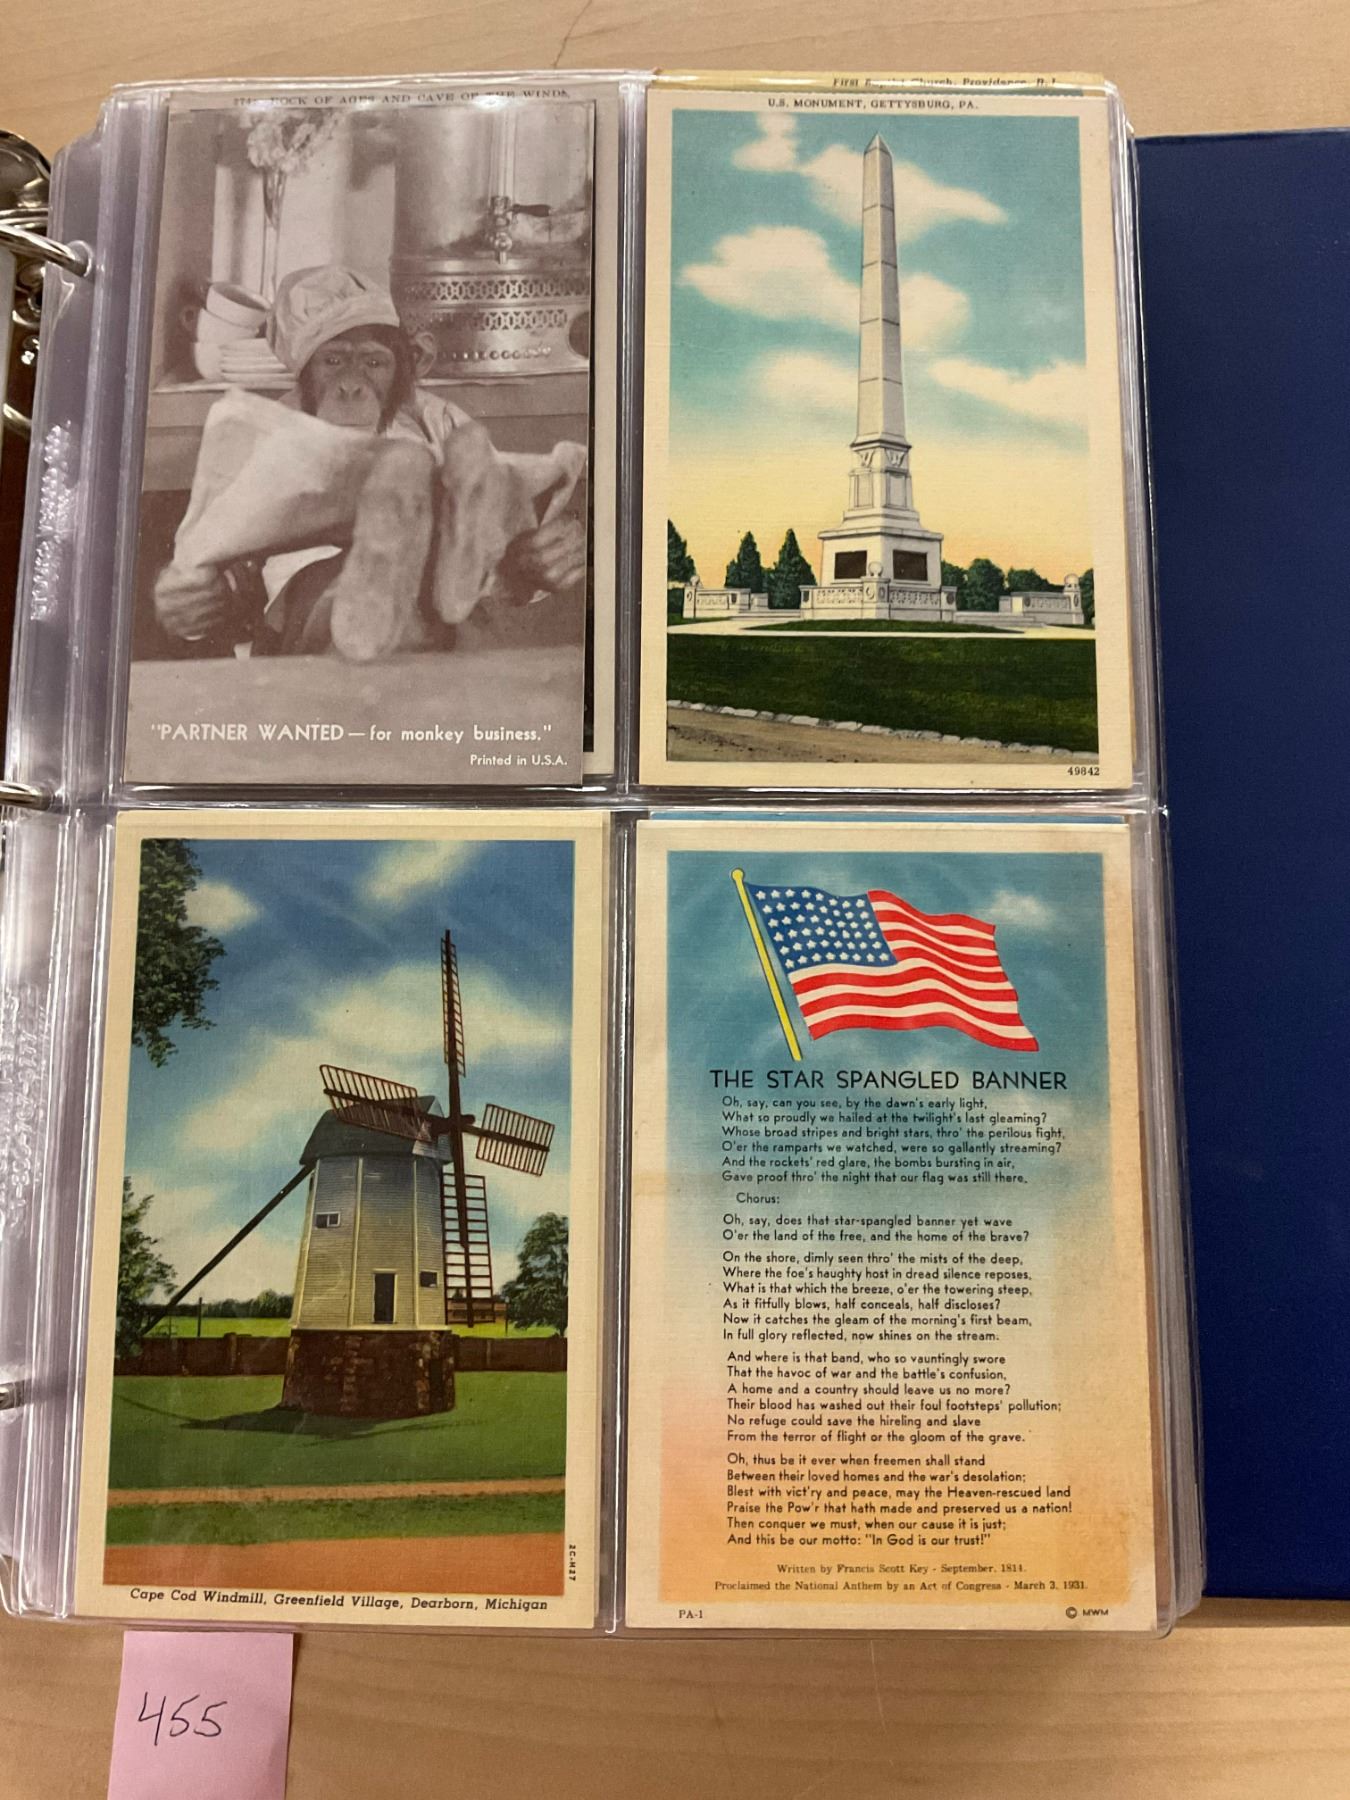 ROCK OF AGES AND CAVE OF THE WINDS,
"PARTNER WANTED — for monkey business."
Printed in U.S.A.
First Baptist Church, Providence, R.I.
U.S. MONUMENT, GETTYSBURG, PA.
49842
2C-H27
Cape Cod Windmill, Greenfield Village, Dearborn, Michigan
THE STAR SPANGLED BANNER
Oh, say, can you see, by the dawn's early light,
What so proudly we hailed at the twilight's last gleaming?
Whose broad stripes and bright stars, thro' the perilous fight,
O'er the ramparts we watched, were so gallantly streaming?
And the rockets' red glare, the bombs bursting in air,
Gave proof thro' the night that our flag was still there.
Chorus:
Oh, say, does that star-spangled banner yet wave
O'er the land of the free, and the home of the brave?
On the shore, dimly seen thro' the mists of the deep,
Where the foe's haughty host in dread silence reposes,
What is that which the breeze, o'er the towering steep,
As it fitfully blows, half conceals, half discloses?
Now it catches the gleam of the morning's first beam,
In full glory reflected, now shines on the stream.
And where is that band, who so vauntingly swore
That the havoc of war and the battle's confusion,
A home and a country should leave us no more?
Their blood has washed out their foul footsteps' pollution;
No refuge could save the hireling and slave
From the terror of flight or the gloom of the grave.
Oh, thus be it ever when freemen shall stand
Between their loved homes and the war's desolation;
Blest with vict'ry and peace, may the Heaven-rescued land
Praise the Pow'r that hath made and preserved us a nation!
Then conquer we must, when our cause it is just;
And this be our motto: "In God is our trust!"
Written by Francis Scott Key - September, 1814.
Proclaimed the National Anthem by an Act of Congress - March 3, 1931.
PA-1
© MWM
455